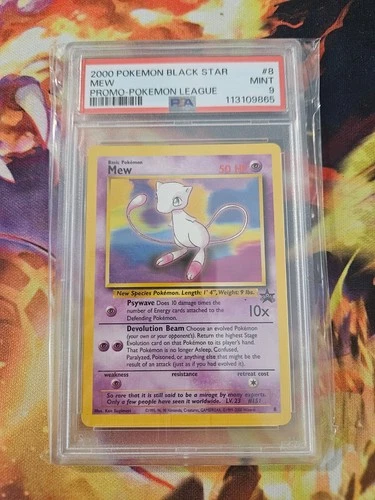 2000 POKEMON BLACK STAR #8
MEW MINT
PROMO-POKEMON LEAGUE 9
PSA 113109865
Basic Pokémon
Mew 50 HP
New Species Pokémon. Length: 1' 4", Weight: 9 lbs.
Psywave Does 10 damage times the
number of Energy cards attached to the
Defending Pokémon.
10x
Devolution Beam Choose an evolved Pokémon
(your own or your opponent's). Return the highest Stage
Evolution card on that Pokémon to its player's hand.
That Pokémon is no longer Asleep, Confused,
Paralyzed, Poisoned, or anything else that might be the
result of an attack (just as if you had evolved it).
weakness resistance retreat cost
So rare that it is still said to be a mirage by many experts.
Only a few people have seen it worldwide. LV. 23 #151
8